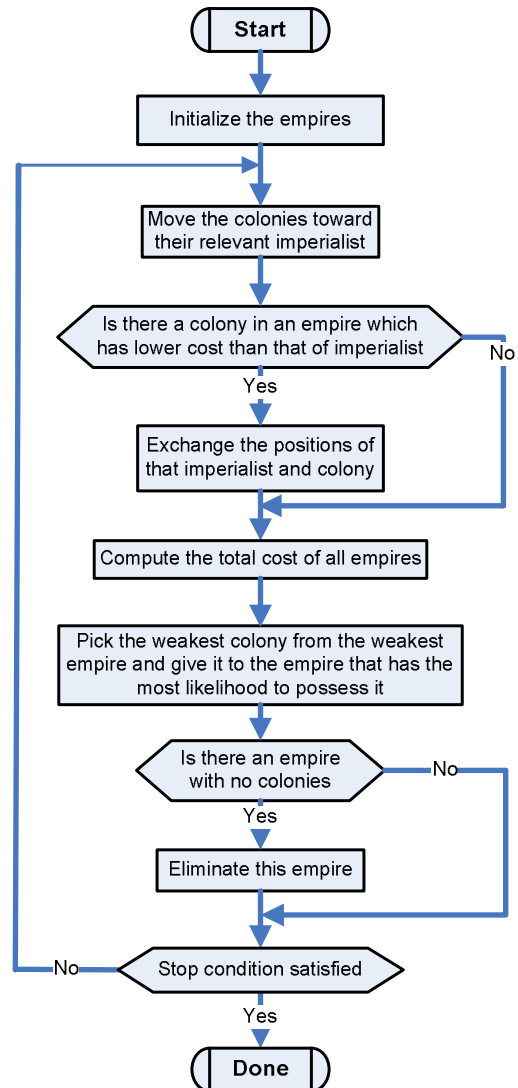 Start
Initialize the empires
Move the colonies toward
their relevant imperialist
Is there a colony in an empire which
has lower cost than that of imperialist
No
Yes
Exchange the positions of
that imperialist and colony
Compute the total cost of all empires
Pick the weakest colony from the weakest
empire and give it to the empire that has the
most likelihood to possess it
Is there an empire
with no colonies
No
Yes
Eliminate this empire
Stop condition satisfied
No
Yes
Done